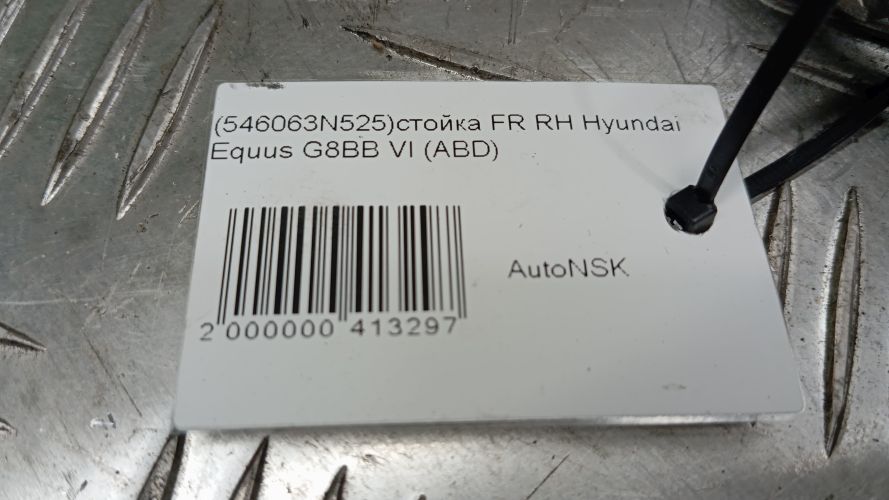 (546063N525)стойка FR RH Hyundai
Equus G8BB VI (ABD)
AutoNSK
2 000000 413297